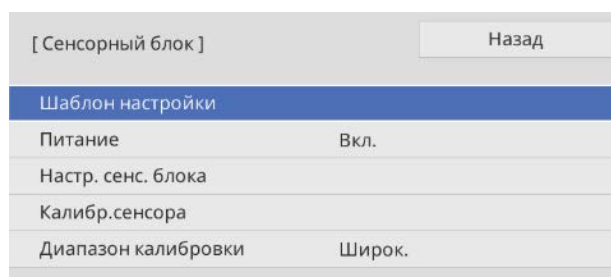 [ Сенсорный блок ] Назад
Шаблон настройки
Питание Вкл.
Настр. сенс. блока
Калибр.сенсора
Диапазон калибровки Широк.